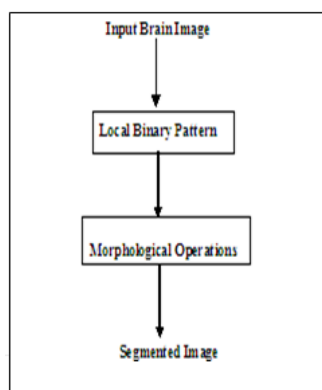 Input Brain Image
Local Binary Pattern
Morphological Operations
Segmented Image